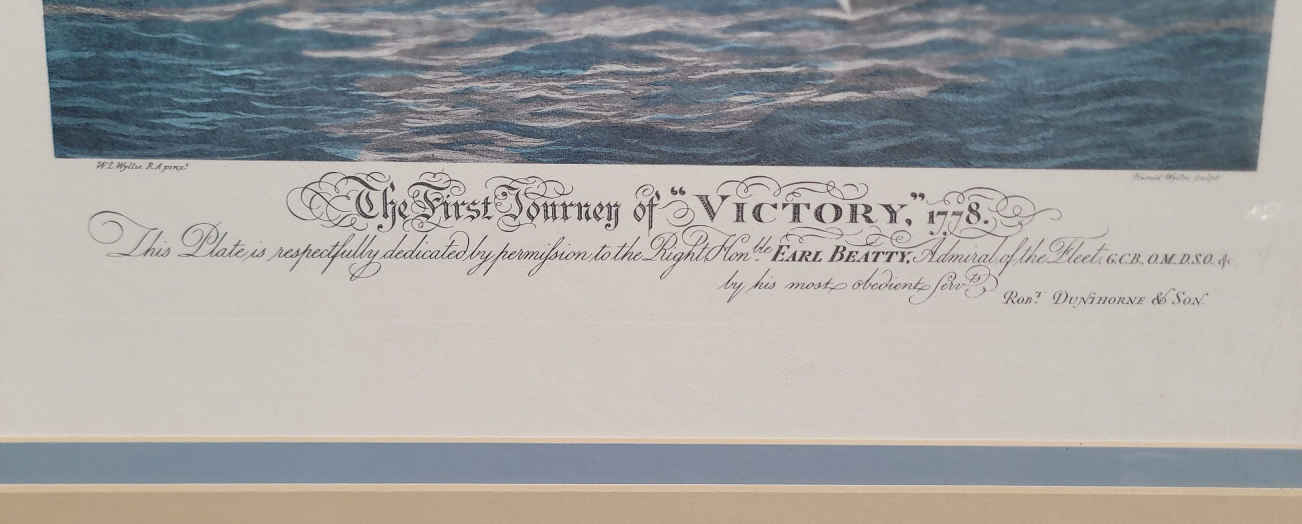 W. L. Wyllie R.A pinxt.
Sculpt
The First Journey of "VICTORY," 1778.
This Plate is respectfully dedicated by permission to the Right Honble. EARL BEATTY, Admiral of the Fleet, G.C.B., O.M. D.S.O. &
by his most obedient Servts.
Robt. DUNTHORNE & SON.